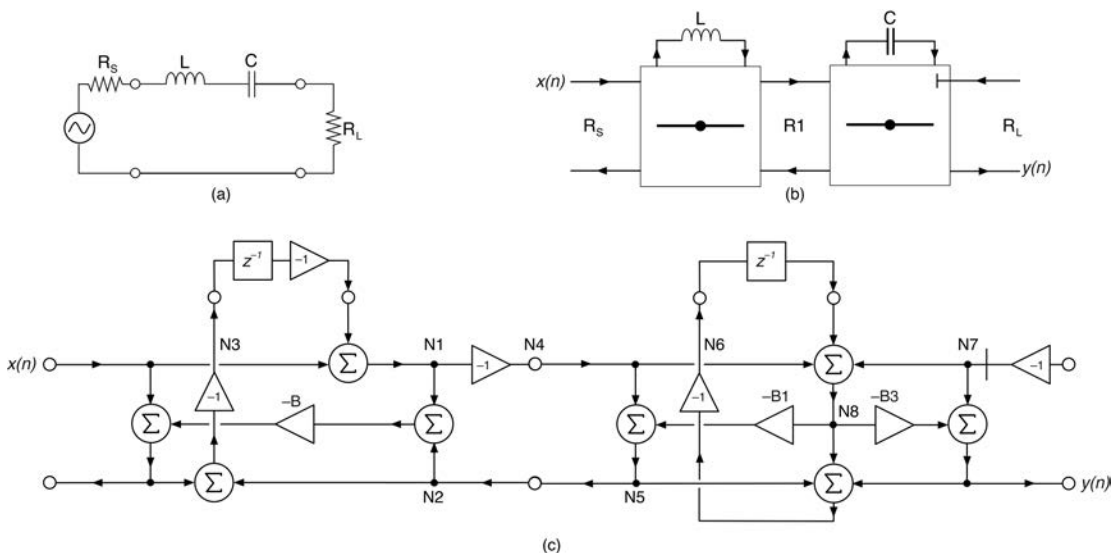 R_S L C
R_L
(a)
L C
x(n)
R_S R1 R_L
y(n)
(b)
z⁻¹ -1 z⁻¹
x(n) N3 N1 N4 N6 N7
-1 -1
-1 -B -1 -B1 N8 -B3
Σ Σ Σ Σ Σ Σ
Σ Σ
N2 N5 y(n)
(c)